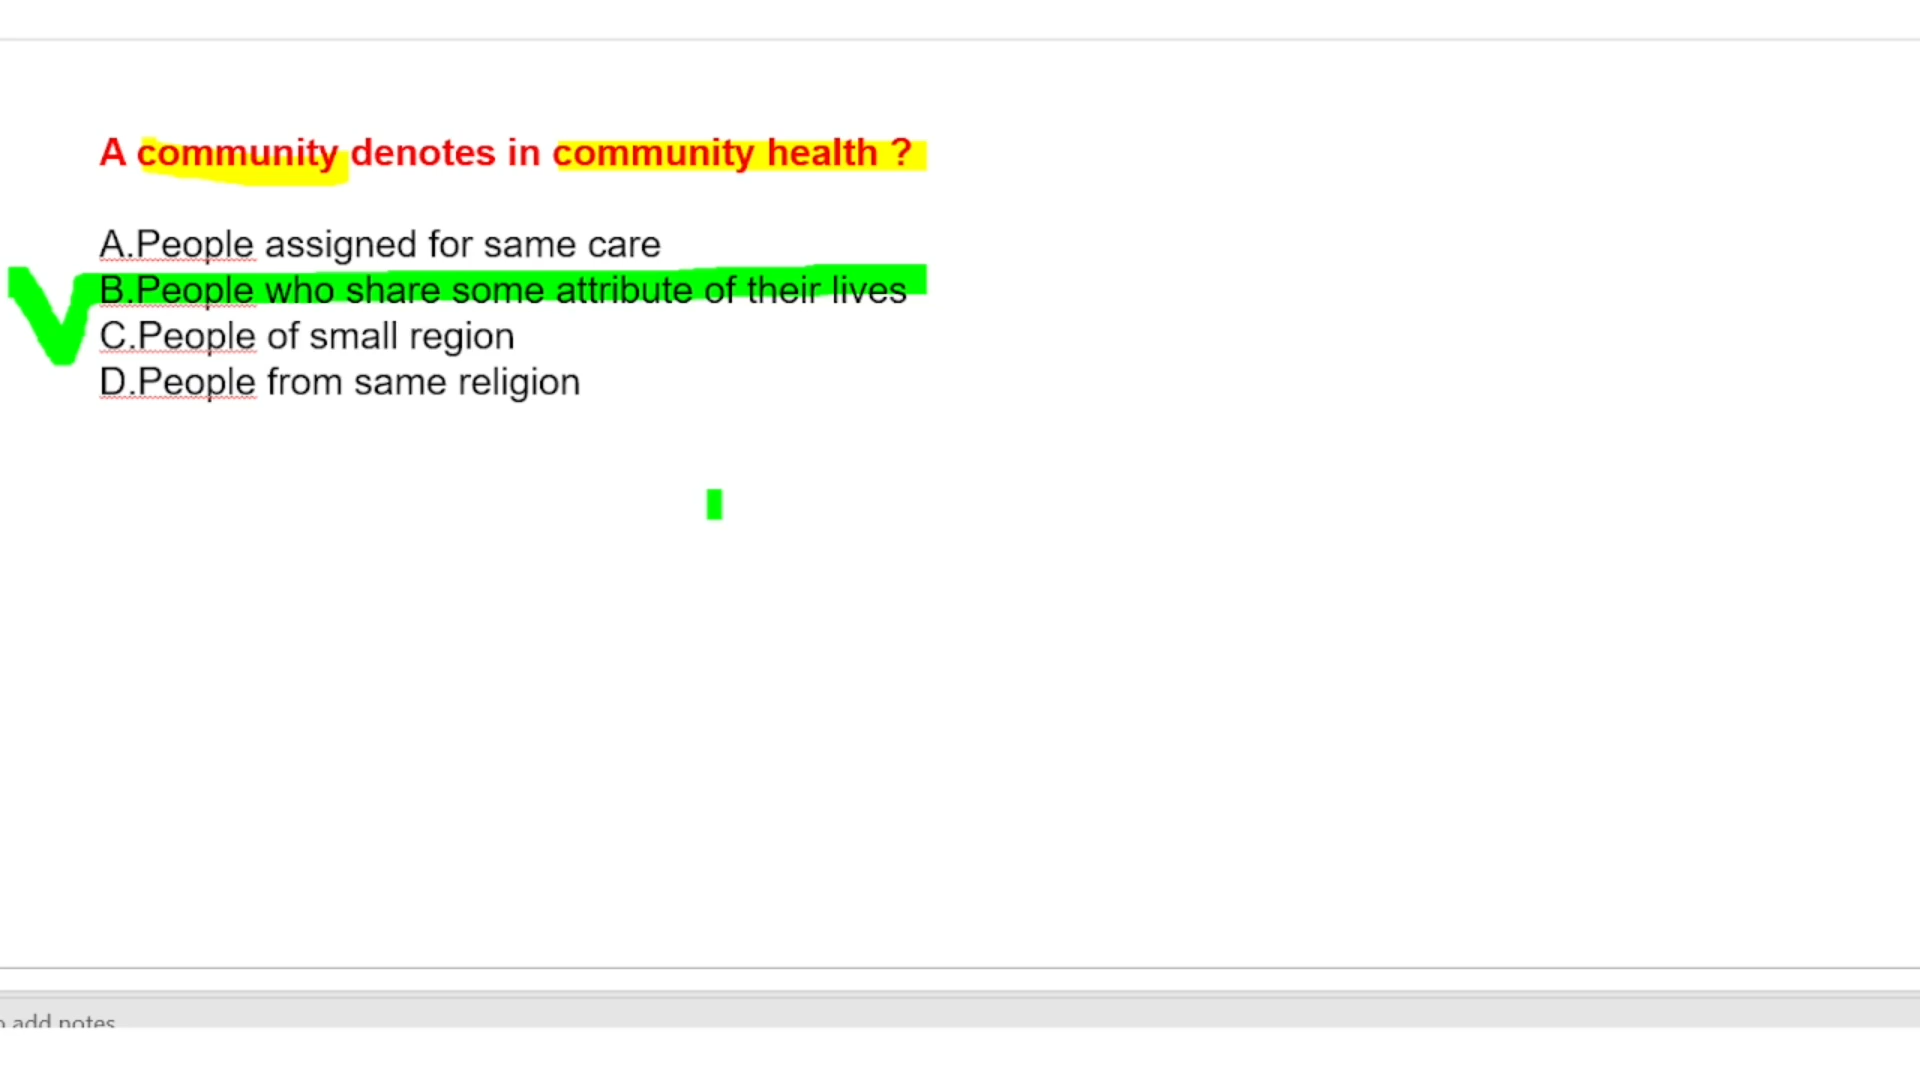 A community denotes in community health ?
A.People assigned for same care
B.People who share some attribute of their lives
C.People of small region
D.People from same religion
add notes